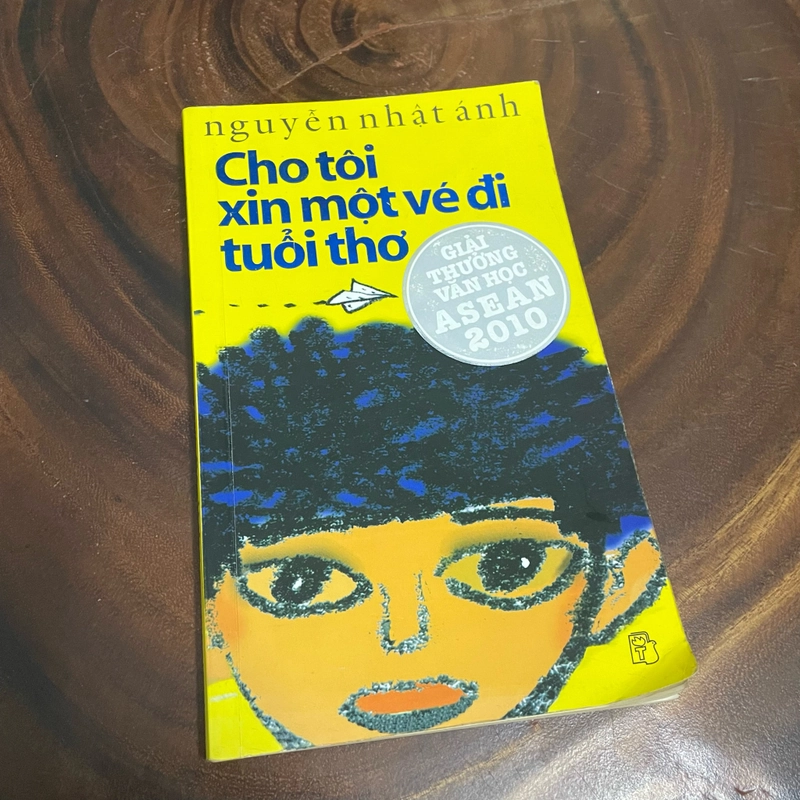 nguyễn nhật ánh
Cho tôi
xin một vé đi
tuổi thơ
GIẢI
THƯỞNG
VĂN HỌC
ASEAN
2010
T